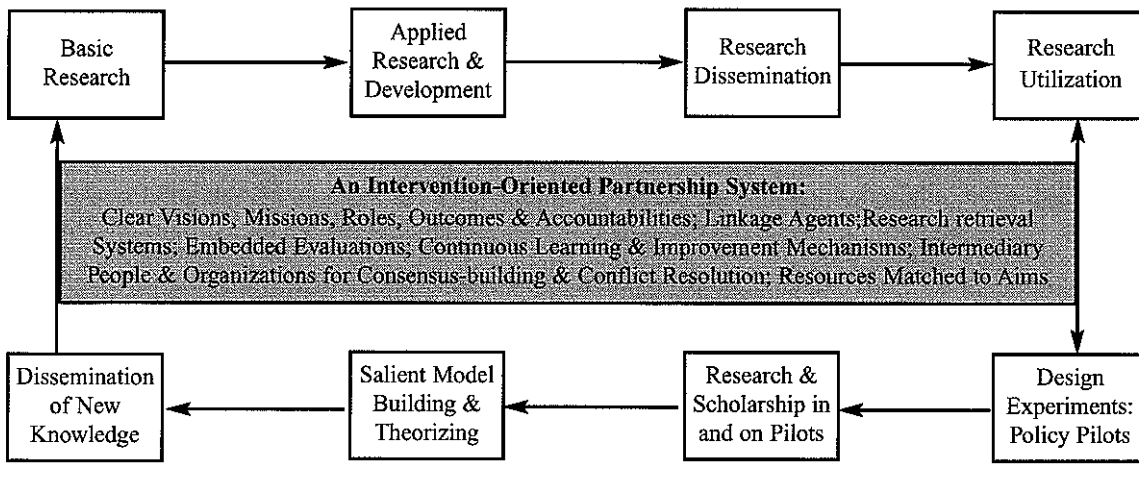 Basic
Research
Applied
Research &
Development
Research
Dissemination
Research
Utilization
An Intervention-Oriented Partnership System:
Clear Visions, Missions, Roles, Outcomes & Accountabilities; Linkage Agents;Research retrieval
Systems; Embedded Evaluations; Continuous Learning & Improvement Mechanisms; Intermediary
People & Organizations for Consensus-building & Conflict Resolution; Resources Matched to Aims
Dissemination
of New
Knowledge
Salient Model
Building &
Theorizing
Research &
Scholarship in
and on Pilots
Design
Experiments:
Policy Pilots